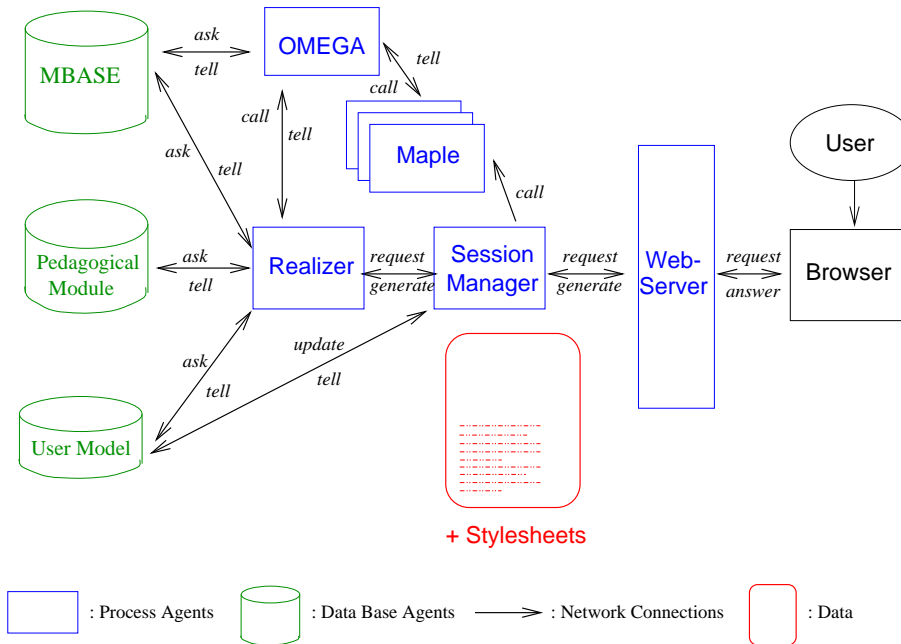 MBASE
ask
tell
OMEGA
tell
call
call
tell
Maple
ask
tell
call
User
Pedagogical
Module
ask
tell
Realizer
request
generate
Session
Manager
request
generate
Web-
Server
request
answer
Browser
ask
tell
update
tell
User Model
+ Stylesheets
: Process Agents
: Data Base Agents
: Network Connections
: Data